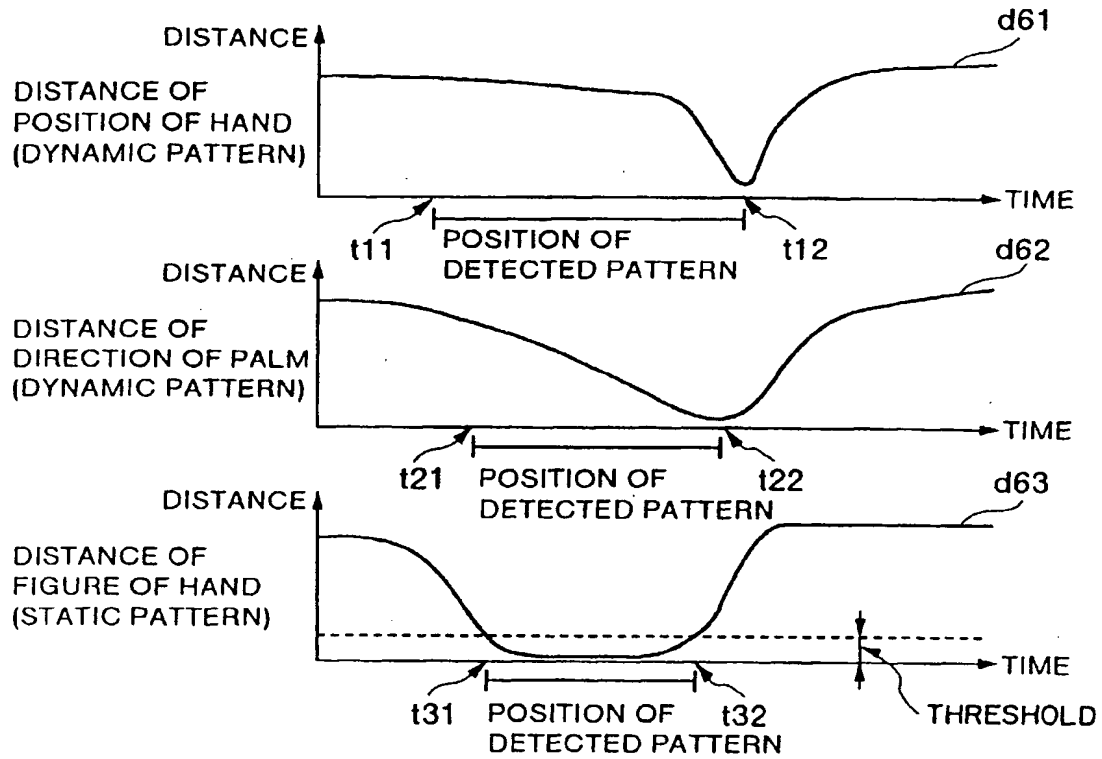 DISTANCE
d61
DISTANCE OF
POSITION OF HAND
(DYNAMIC PATTERN)
TIME
t11
POSITION OF
DETECTED PATTERN
t12
DISTANCE
d62
DISTANCE OF
DIRECTION OF PALM
(DYNAMIC PATTERN)
TIME
t21
POSITION OF
DETECTED PATTERN
t22
DISTANCE
d63
DISTANCE OF
FIGURE OF HAND
(STATIC PATTERN)
TIME
t31
POSITION OF
DETECTED PATTERN
t32
THRESHOLD